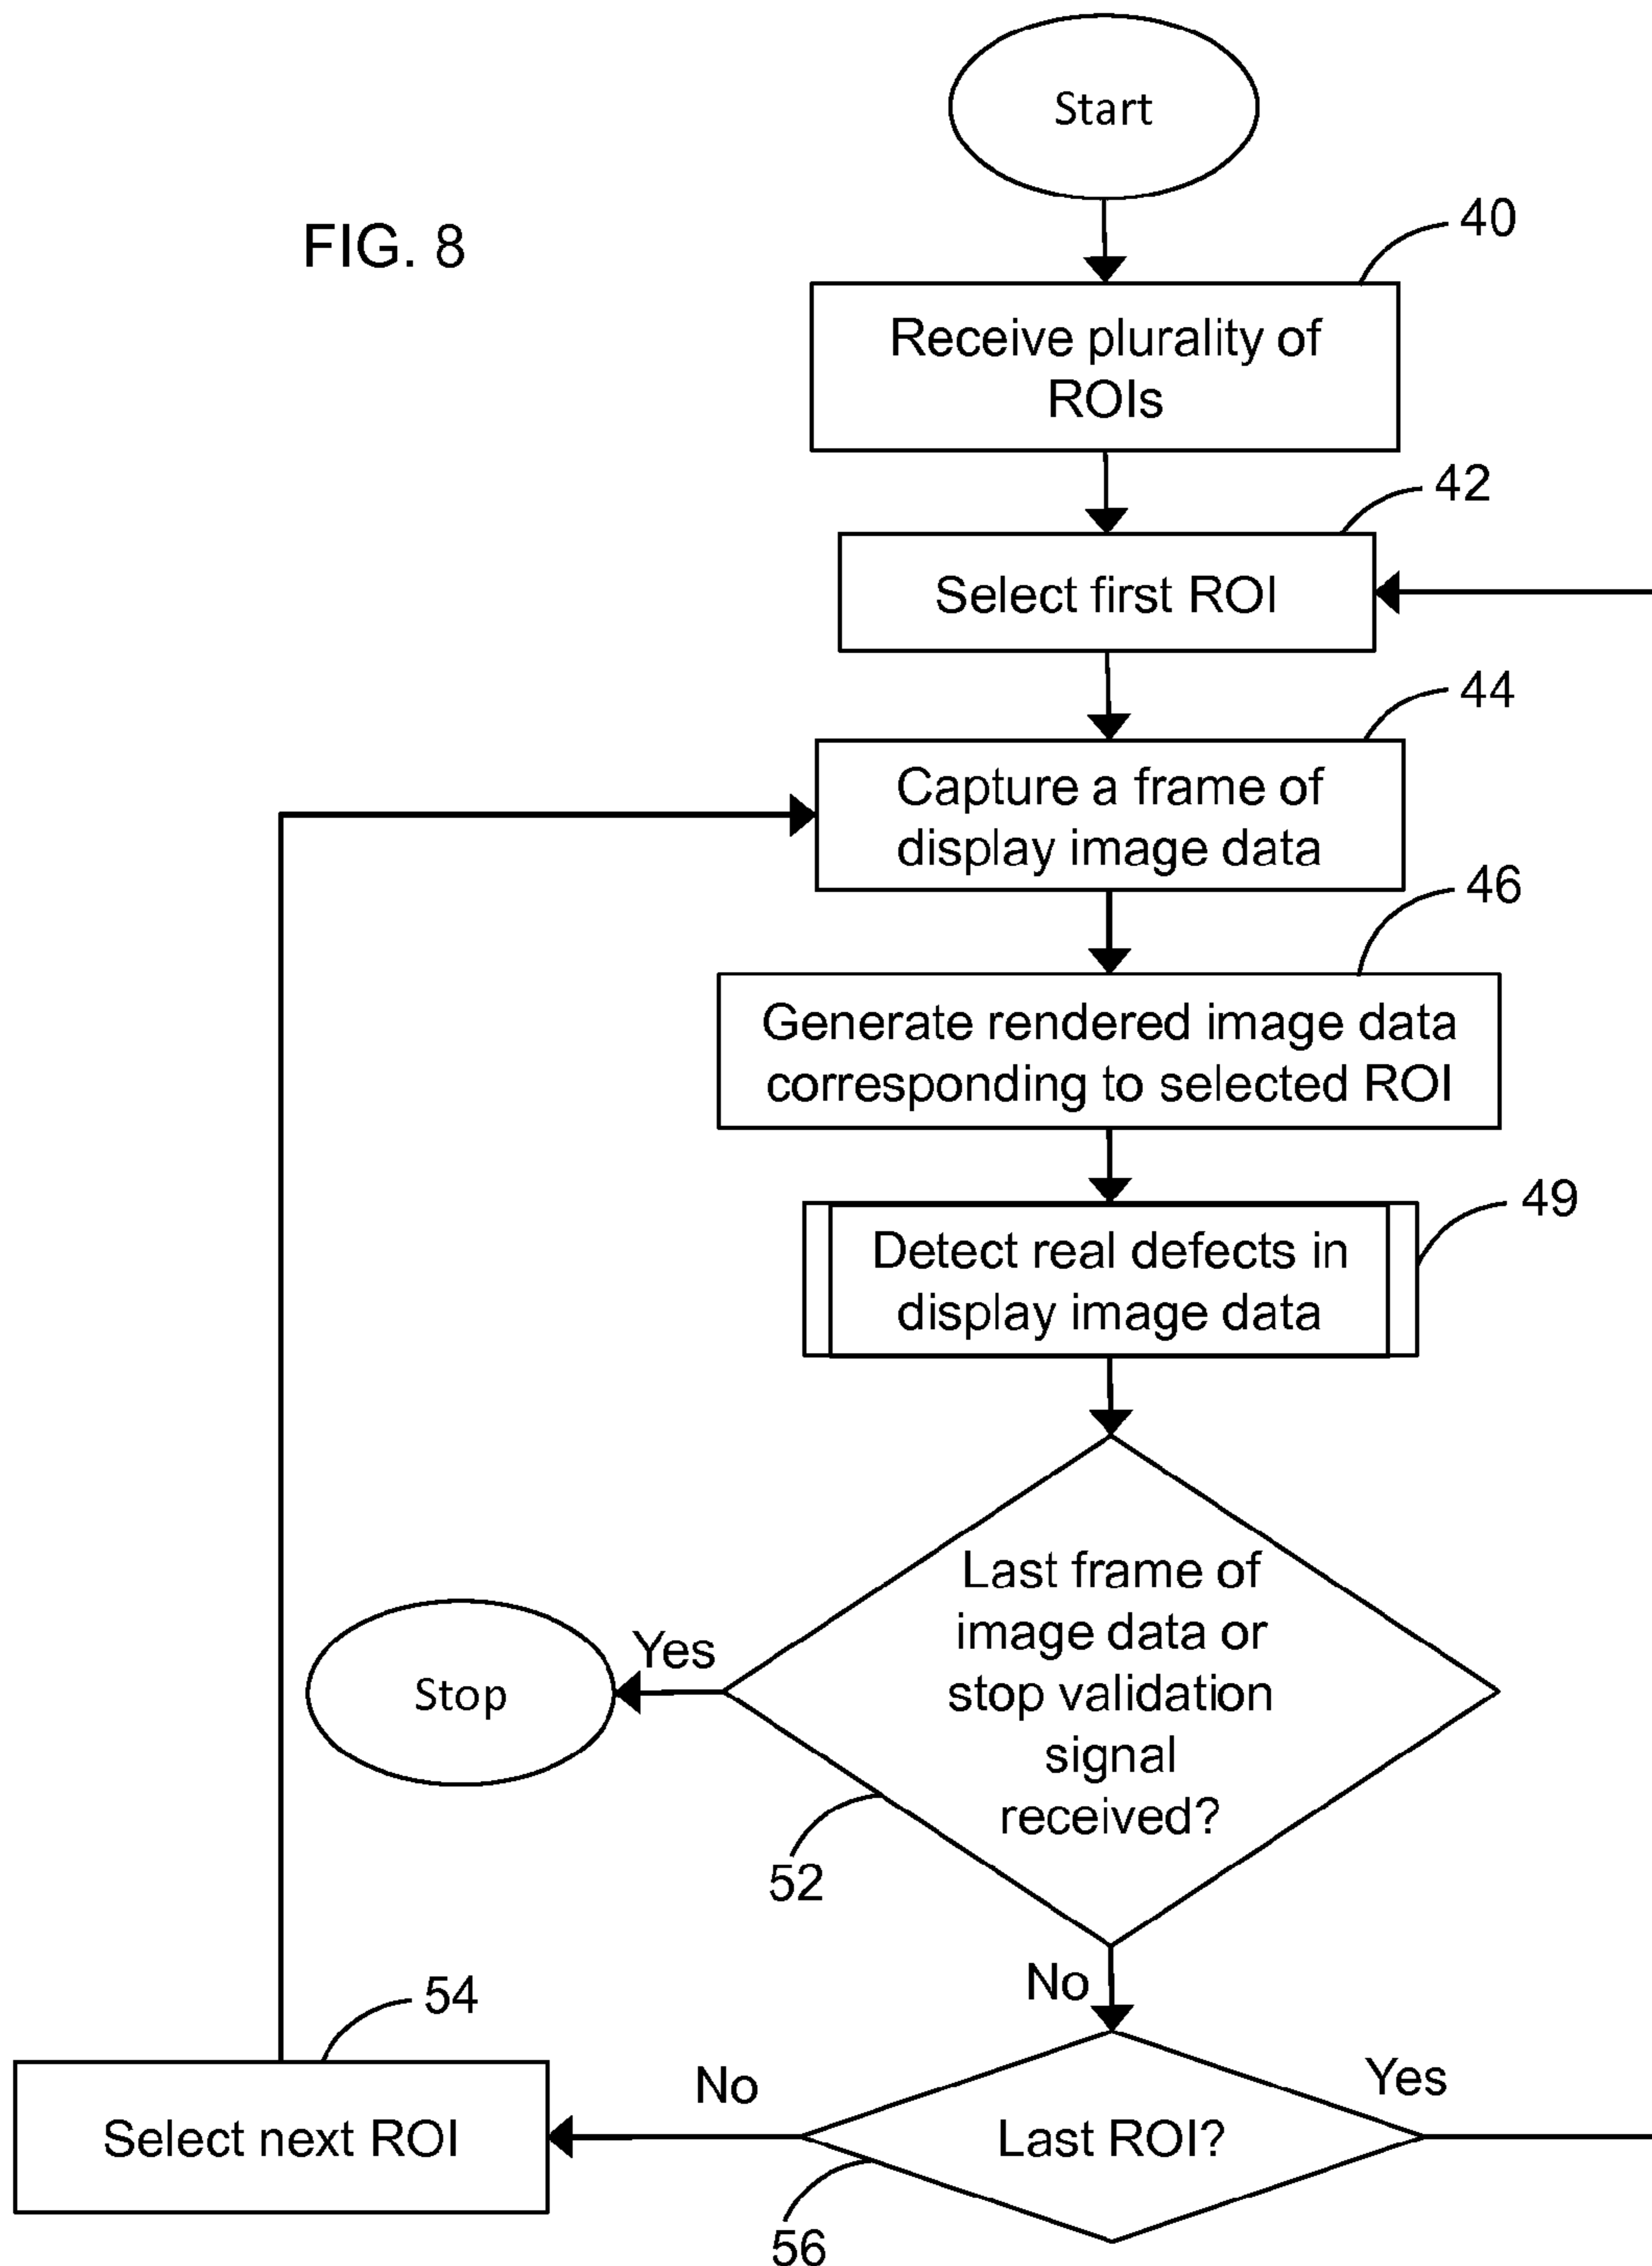 Start
FIG. 8
40
Receive plurality of
ROIs
42
Select first ROI
44
Capture a frame of
display image data
46
Generate rendered image data
corresponding to selected ROI
49
Detect real defects in
display image data
Last frame of
image data or
stop validation
signal
received?
Yes
Stop
52
No
54
Select next ROI
No
Last ROI?
Yes
56